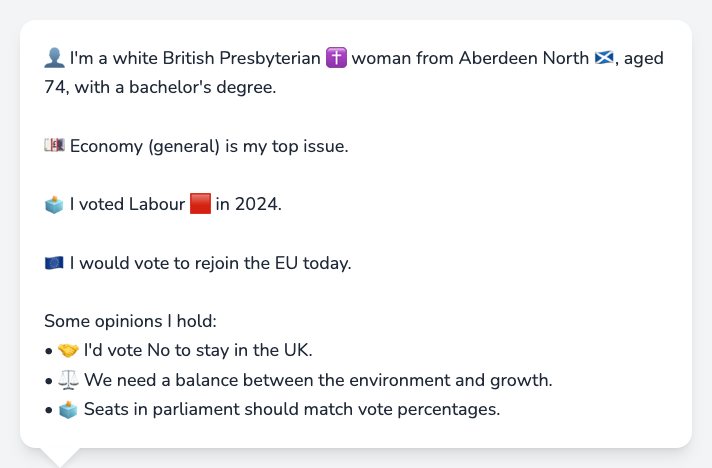 👤 I'm a white British Presbyterian ✝️ woman from Aberdeen North 🏴󠁧󠁢󠁳󠁣󠁴󠁿, aged
74, with a bachelor's degree.
💷 Economy (general) is my top issue.
🗳️ I voted Labour 🟥 in 2024.
🇪🇺 I would vote to rejoin the EU today.
Some opinions I hold:
• 🤝 I'd vote No to stay in the UK.
• ⚖️ We need a balance between the environment and growth.
• 🗳️ Seats in parliament should match vote percentages.